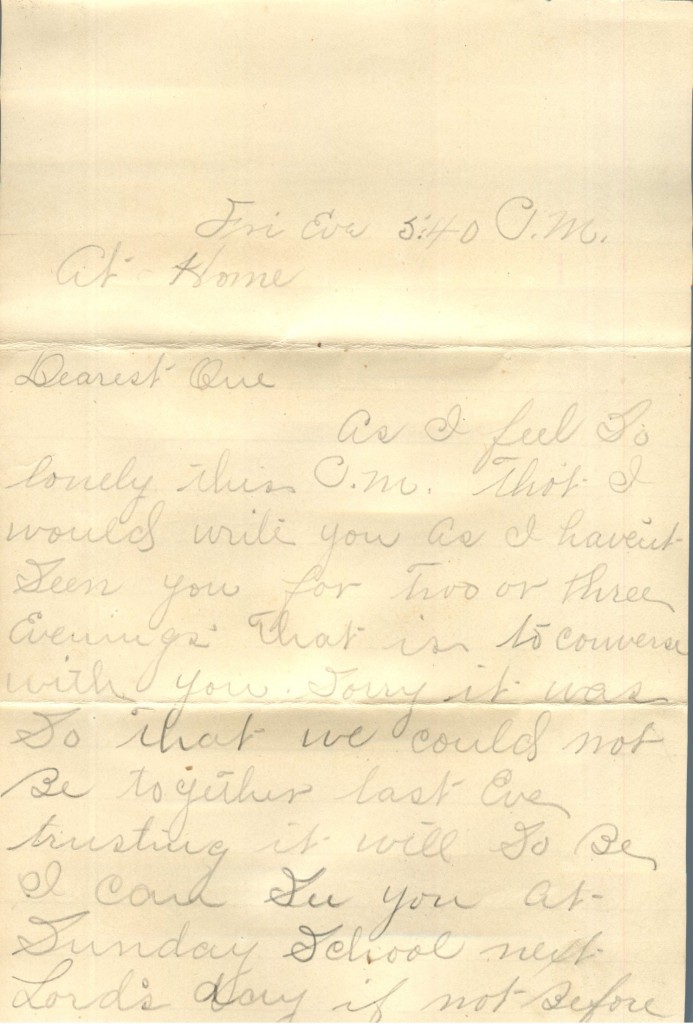 Fri Eve 5:40 P.M.
At Home
Dearest One
As I feel So
lonely this P.M. That I
would write you as I havent
Seen you for Two or three
Evenings that is to converse
with you. Sorry it was
So that we could not
Be together last Eve
trusting it will So Be
I can See you At
Sunday School next
Lord's Day if not Before